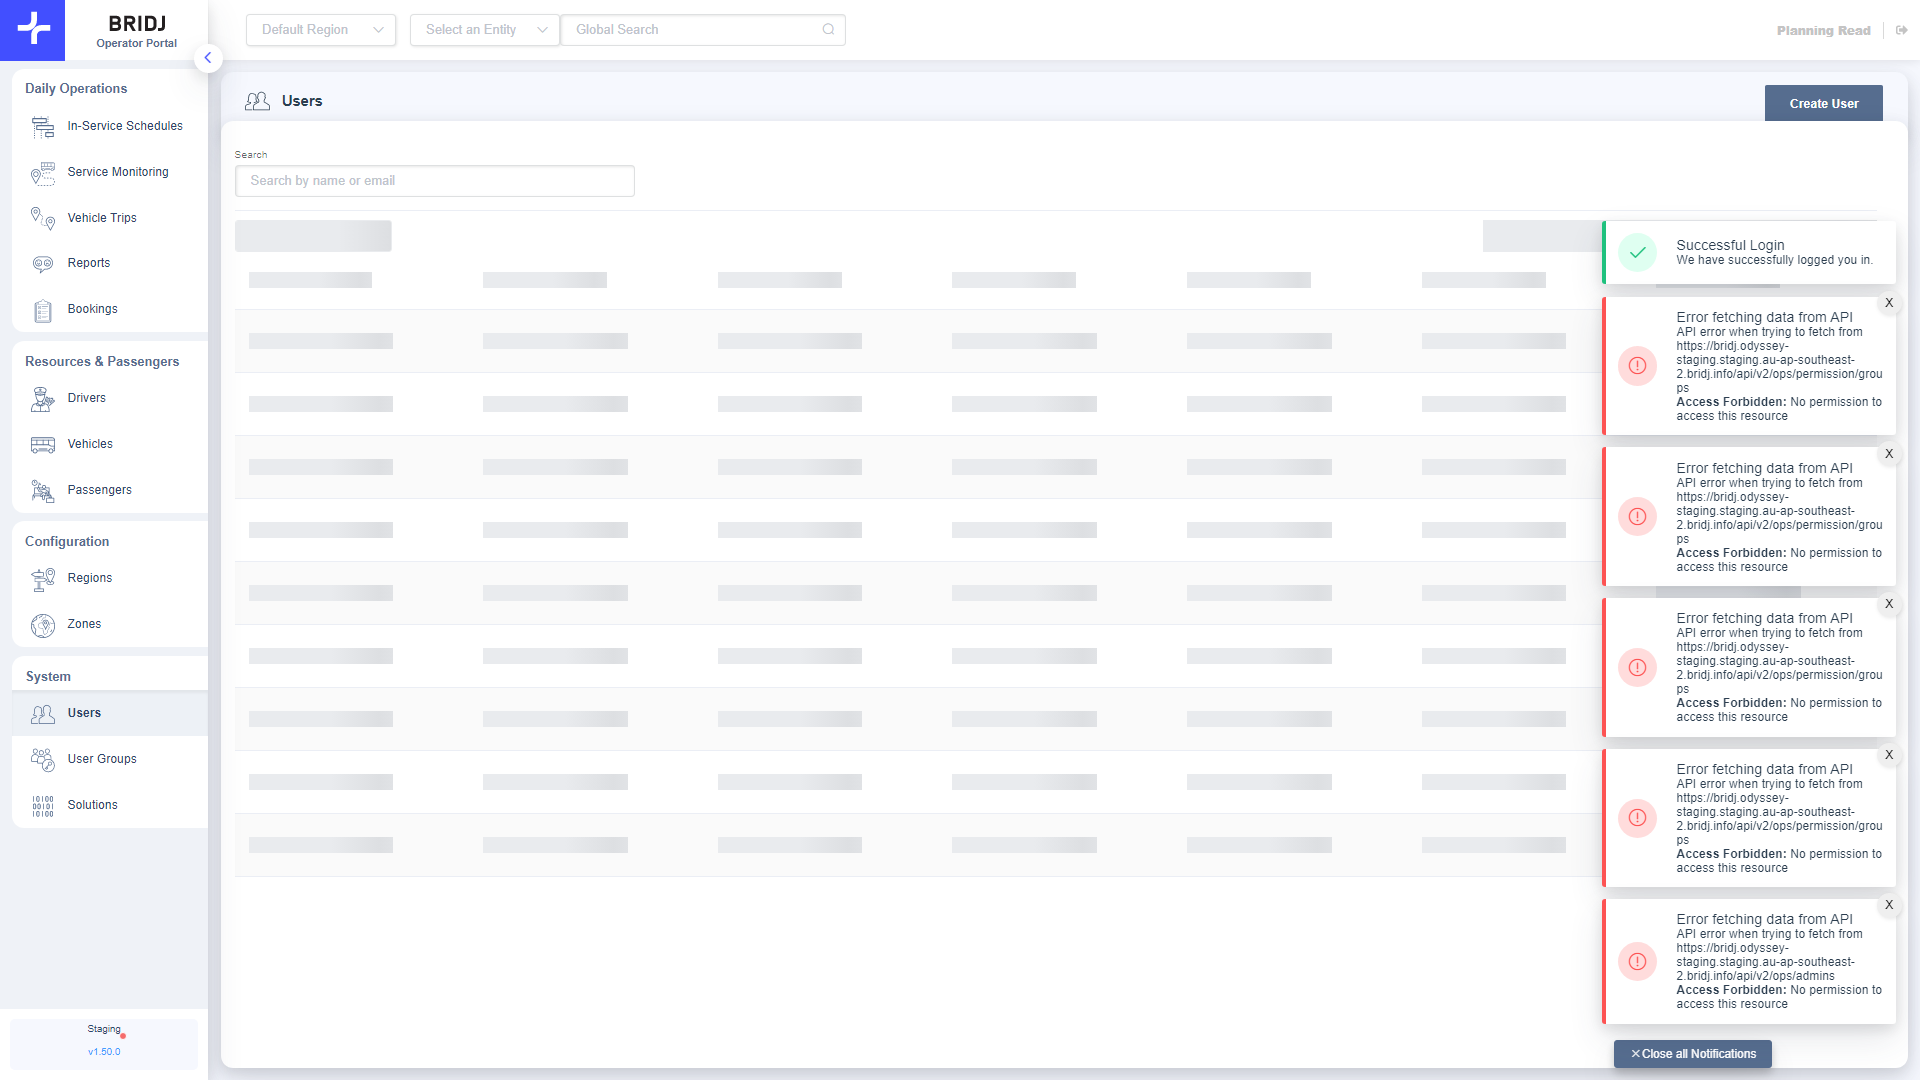 BRIDJ
Operator Portal
Default Region
Select an Entity
Global Search
Planning Read
Daily Operations
In-Service Schedules
Service Monitoring
Vehicle Trips
Reports
Bookings
Resources & Passengers
Drivers
Vehicles
Passengers
Configuration
Regions
Zones
System
Users
User Groups
10100
00101
10100
Solutions
Staging
v1.50.0
Users
Create User
Search
Search by name or email
Successful Login
We have successfully logged you in.
X
Error fetching data from API
API error when trying to fetch from
https://bridj.odyssey-
staging.staging.au-ap-southeast-
2.bridj.info/api/v2/ops/permission/grou
ps
Access Forbidden: No permission to
access this resource
X
Error fetching data from API
API error when trying to fetch from
https://bridj.odyssey-
staging.staging.au-ap-southeast-
2.bridj.info/api/v2/ops/permission/grou
ps
Access Forbidden: No permission to
access this resource
X
Error fetching data from API
API error when trying to fetch from
https://bridj.odyssey-
staging.staging.au-ap-southeast-
2.bridj.info/api/v2/ops/permission/grou
ps
Access Forbidden: No permission to
access this resource
X
Error fetching data from API
API error when trying to fetch from
https://bridj.odyssey-
staging.staging.au-ap-southeast-
2.bridj.info/api/v2/ops/permission/grou
ps
Access Forbidden: No permission to
access this resource
X
Error fetching data from API
API error when trying to fetch from
https://bridj.odyssey-
staging.staging.au-ap-southeast-
2.bridj.info/api/v2/ops/admins
Access Forbidden: No permission to
access this resource
×Close all Notifications